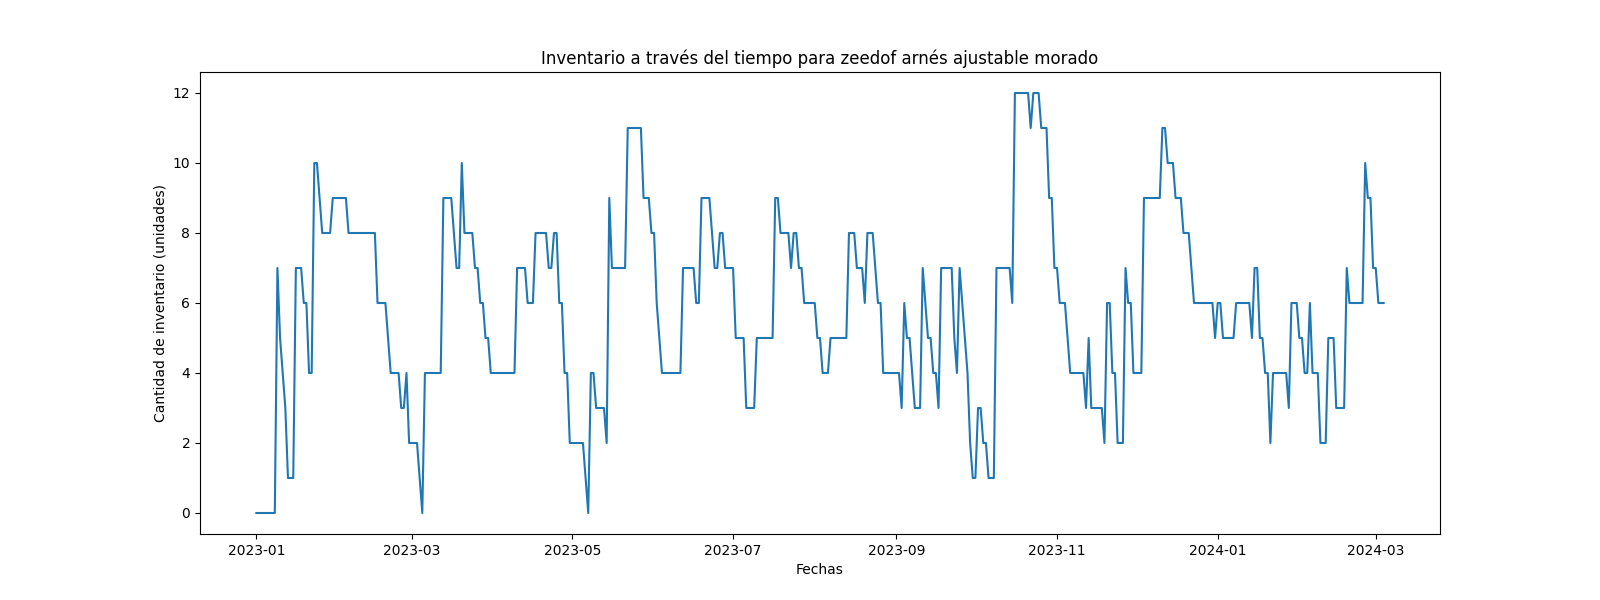 Inventario a través del tiempo para zeedof arnés ajustable morado
Cantidad de inventario (unidades)
12
10
8
6
4
2
0
2023-01 2023-03 2023-05 2023-07 2023-09 2023-11 2024-01 2024-03
Fechas